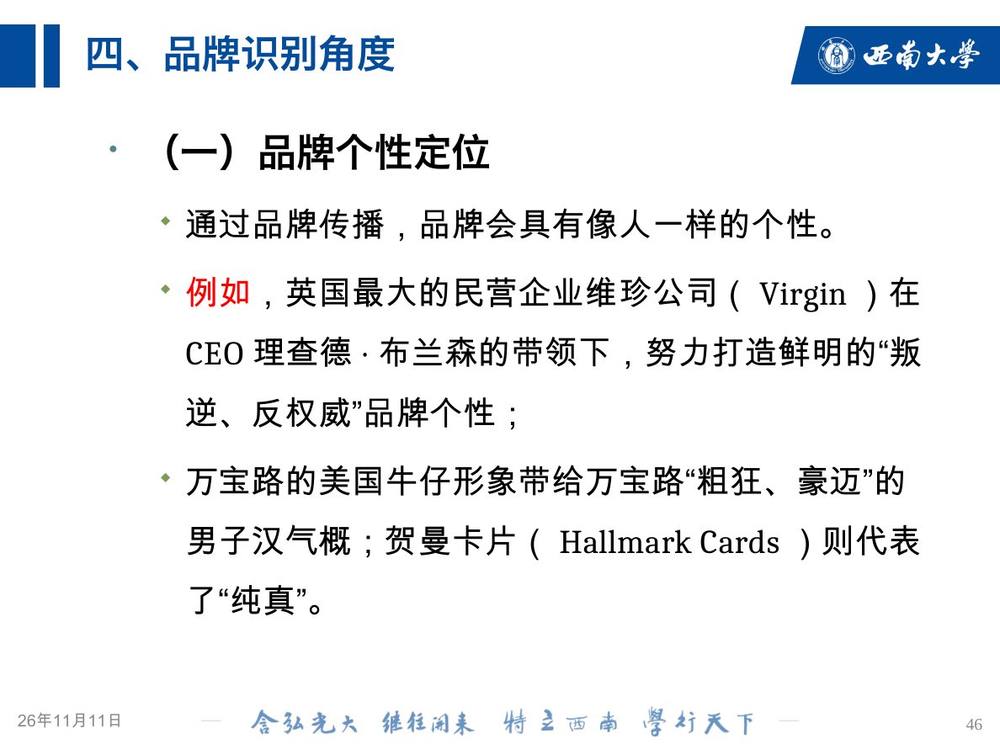 四、品牌识别角度
西南大学
• （一）品牌个性定位
通过品牌传播，品牌会具有像人一样的个性。
例如，英国最大的民营企业维珍公司（ Virgin ）在
CEO 理查德 · 布兰森的带领下，努力打造鲜明的“叛
逆、反权威”品牌个性；
万宝路的美国牛仔形象带给万宝路“粗狂、豪迈”的
男子汉气概；贺曼卡片（ Hallmark Cards ）则代表
了“纯真”。
26年11月11日
含弘光大 继往开来 特立西南 学行天下
46